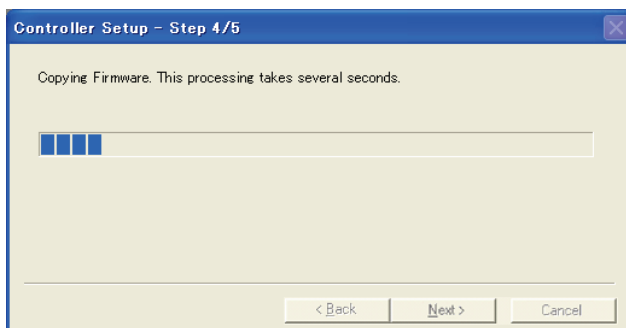 Controller Setup - Step 4/5
Copying Firmware. This processing takes several seconds.
< Back
Next >
Cancel